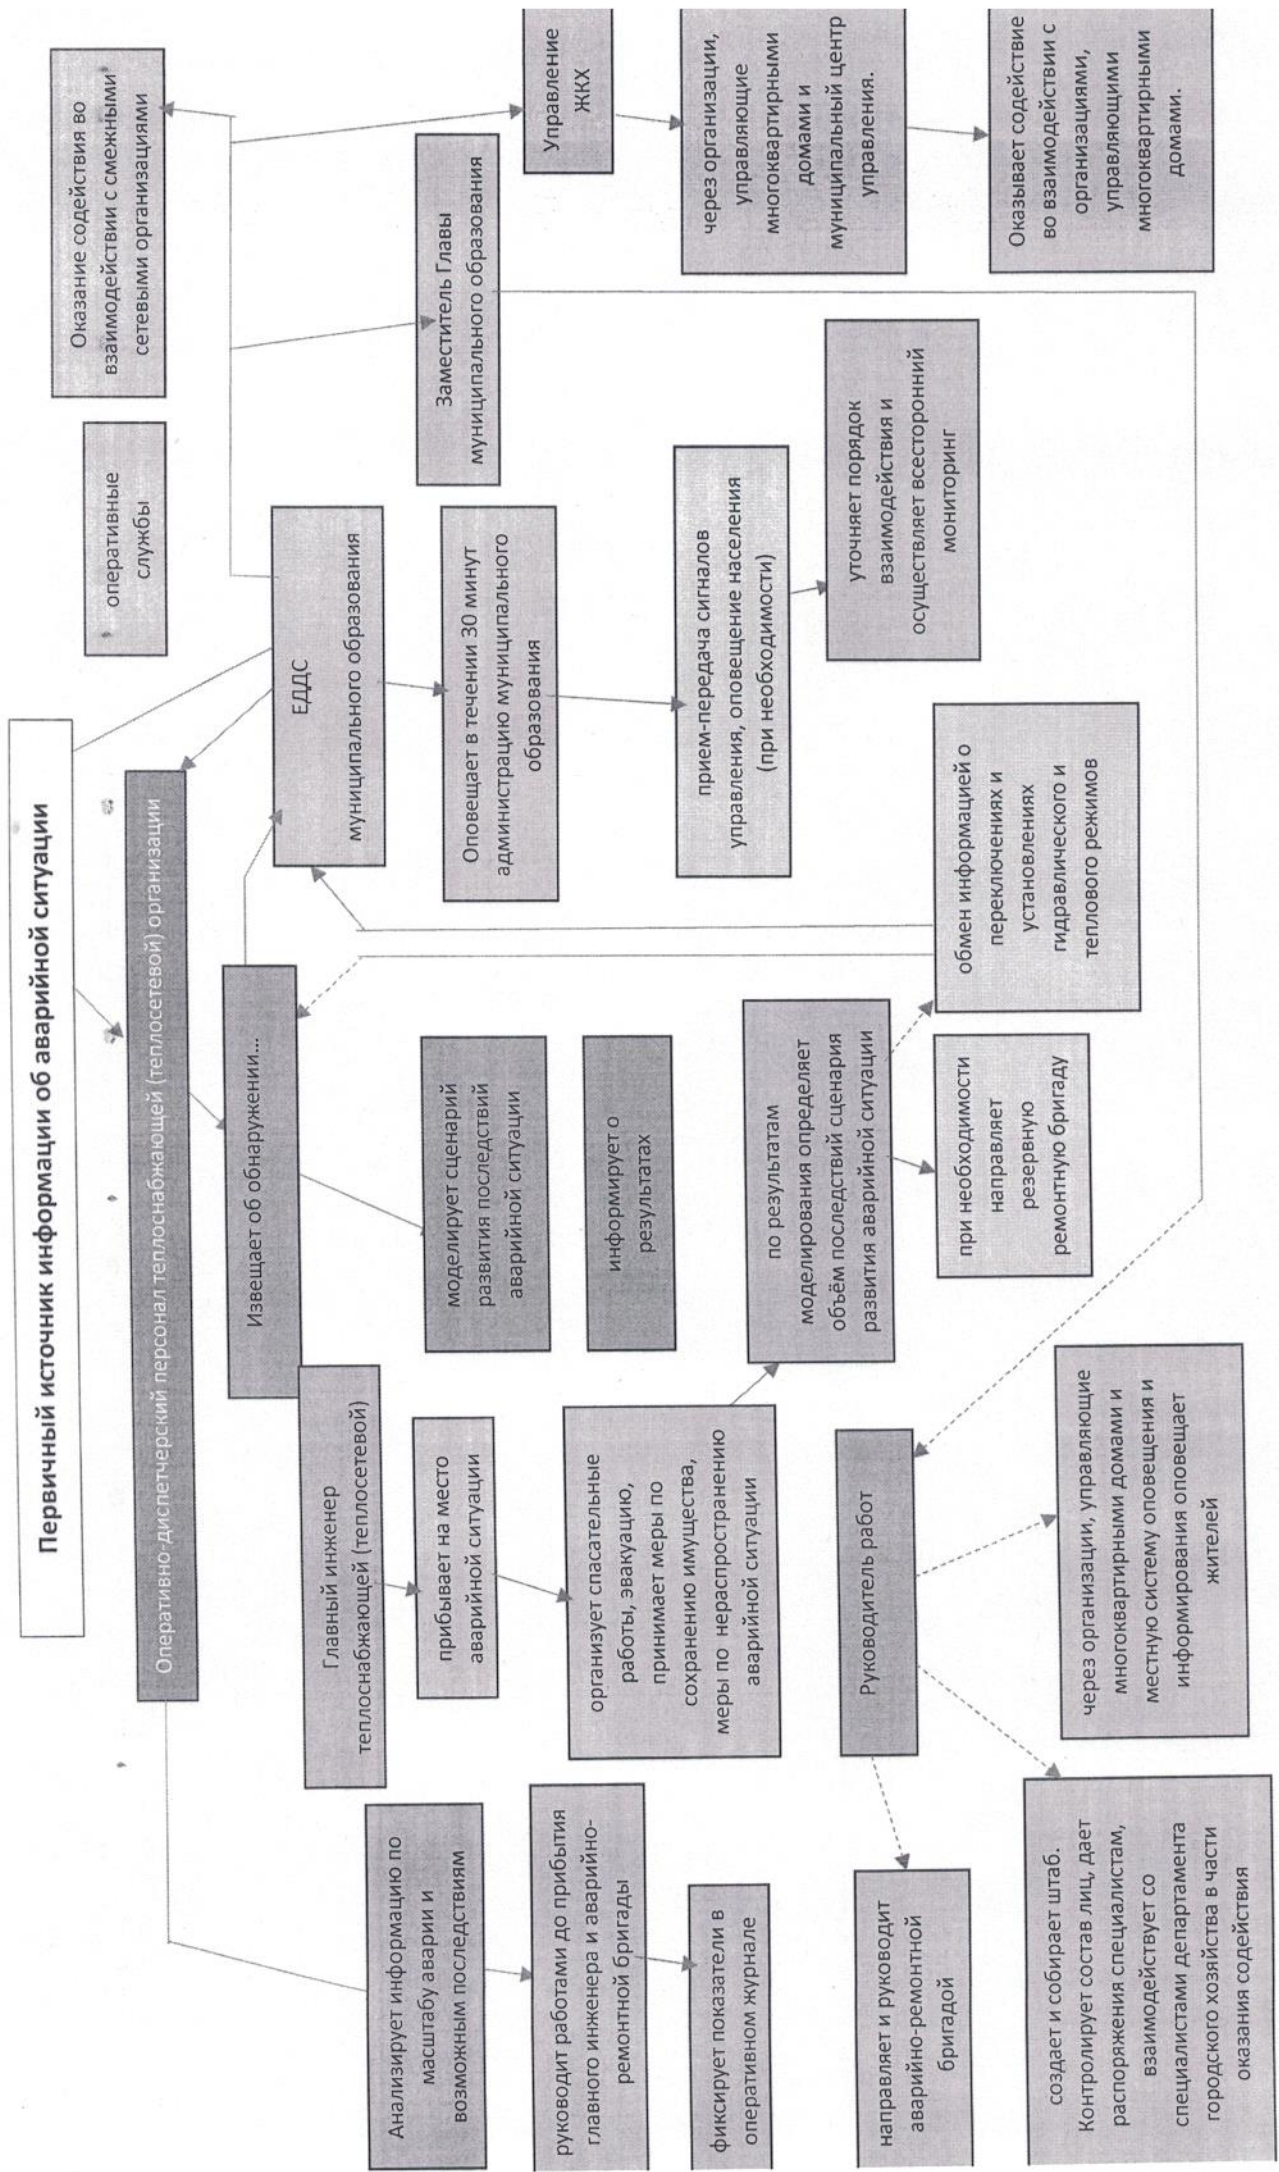 Первичный источник информации об аварийной ситуации
Оперативно-диспетчерский персонал теплоснабжающей (теплосетевой) организации
оперативные
службы
Оказание содействия во
взаимодействии с смежными
сетевыми организациями
Извещает об обнаружении...
ЕДДС
муниципального образования
Главный инженер
теплоснабжающей (теплосетевой)
Анализирует информацию по
масштабу аварии и
возможным последствиям
прибывает на место
аварийной ситуации
моделирует сценарий
развития последствий
аварийной ситуации
Оповещает в течении 30 минут
администрацию муниципального
образования
Заместитель Главы
муниципального образования
Управление
ЖКХ
руководит работами до прибытия
главного инженера и аварийно-
ремонтной бригады
организует спасательные
работы, эвакуацию,
принимает меры по
сохранению имущества,
меры по нераспространению
аварийной ситуации
информирует о
результатах
прием-передача сигналов
управления, оповещение населения
(при необходимости)
через организации,
управляющие
многоквартирными
домами и
муниципальный центр
управления.
фиксирует показатели в
оперативном журнале
по результатам
моделирования определяет
объём последствий сценария
развития аварийной ситуации
уточняет порядок
взаимодействия и
осуществляет всесторонний
мониторинг
Руководитель работ
направляет и руководит
аварийно-ремонтной
бригадой
при необходимости
направляет
резервную
ремонтную бригаду
обмен информацией о
переключениях и
установлениях
гидравлического и
теплового режимов
Оказывает содействие
во взаимодействии с
организациями,
управляющими
многоквартирными
домами.
создает и собирает штаб.
Контролирует состав лиц, дает
распоряжения специалистам,
взаимодействует со
специалистами департамента
городского хозяйства в части
оказания содействия
через организации, управляющие
многоквартирными домами и
местную систему оповещения и
информирования оповещает
жителей